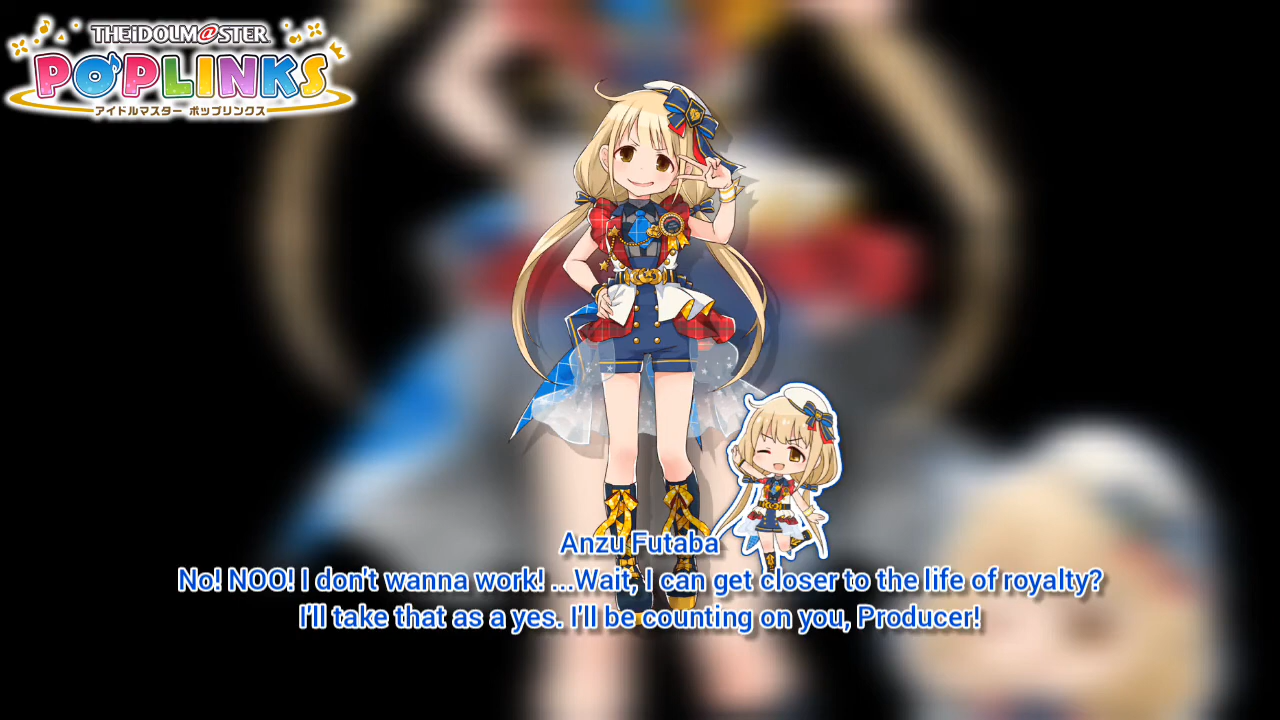 THE iDOLM@STER
POPLINKS
アイドルマスター ポップリンクス
Anzu Futaba
No! NOO! I don't wanna work! ...Wait, I can get closer to the life of royalty?
I'll take that as a yes. I'll be counting on you, Producer!